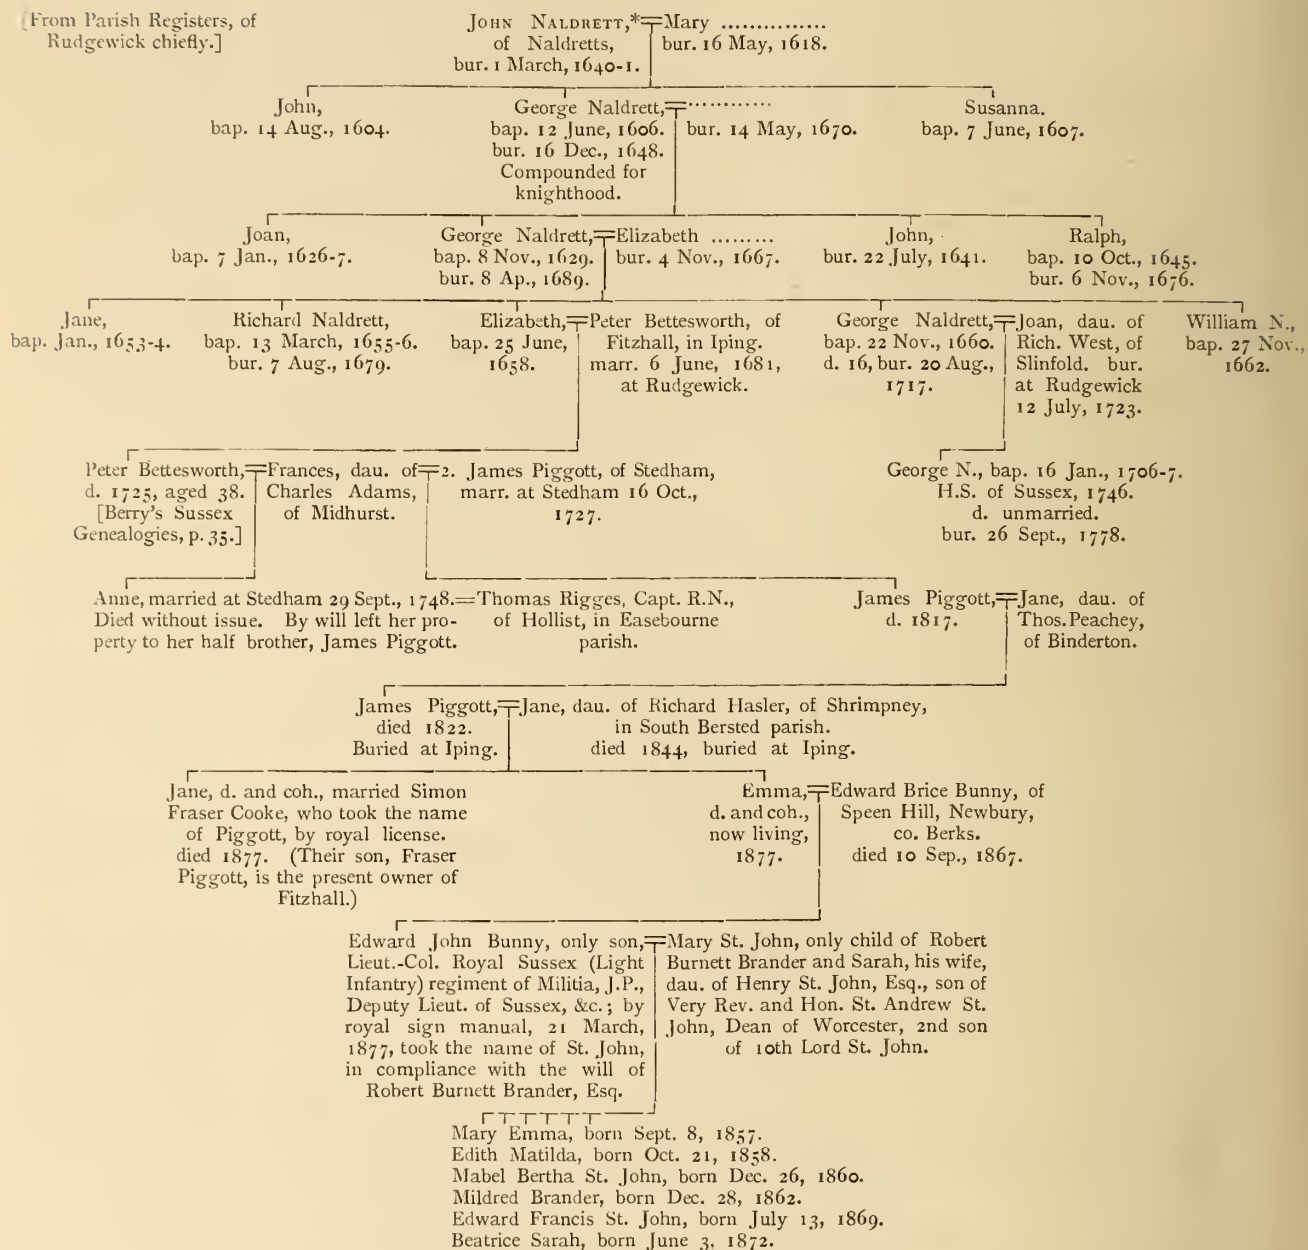 [From Parish Registers, of
Rudgewick chiefly.]
JOHN NALDRETT,*=Mary ...............
of Naldretts,
bur. 1 March, 1640-1.
bur. 16 May, 1618.
John,
bap. 14 Aug., 1604.
George Naldrett,=............
bap. 12 June, 1606.
bur. 16 Dec., 1648.
Compounded for
knighthood.
bur. 14 May, 1670.
Susanna.
bap. 7 June, 1607.
Joan,
bap. 7 Jan., 1626-7.
George Naldrett,=Elizabeth .........
bap. 8 Nov., 1629.
bur. 8 Ap., 1689.
bur. 4 Nov., 1667.
John,
bur. 22 July, 1641.
Ralph,
bap. 10 Oct., 1645.
bur. 6 Nov., 1676.
Jane,
bap. Jan., 1653-4.
Richard Naldrett,
bap. 13 March, 1655-6.
bur. 7 Aug., 1679.
Elizabeth,=Peter Bettesworth, of
bap. 25 June,
1658.
Fitzhall, in Iping.
marr. 6 June, 1681,
at Rudgewick.
George Naldrett,=Joan, dau. of
bap. 22 Nov., 1660.
d. 16, bur. 20 Aug.,
1717.
Rich. West, of
Slinfold. bur.
at Rudgewick
12 July, 1723.
William N.,
bap. 27 Nov.,
1662.
Peter Bettesworth,=Frances, dau. of=2. James Piggott, of Stedham,
d. 1725, aged 38.
[Berry's Sussex
Genealogies, p. 35.]
Charles Adams,
of Midhurst.
marr. at Stedham 16 Oct.,
1727.
George N., bap. 16 Jan., 1706-7.
H.S. of Sussex, 1746.
d. unmarried.
bur. 26 Sept., 1778.
Anne, married at Stedham 29 Sept., 1748.=Thomas Rigges, Capt. R.N.,
Died without issue. By will left her pro-
perty to her half brother, James Piggott.
of Hollist, in Easebourne
parish.
James Piggott,=Jane, dau. of
d. 1817.
Thos. Peachey,
of Binderton.
James Piggott,=Jane, dau. of Richard Hasler, of Shrimpney,
died 1822.
Buried at Iping.
in South Bersted parish.
died 1844, buried at Iping.
Jane, d. and coh., married Simon
Fraser Cooke, who took the name
of Piggott, by royal license.
died 1877. (Their son, Fraser
Piggott, is the present owner of
Fitzhall.)
Emma,=Edward Brice Bunny, of
d. and coh.,
now living,
1877.
Speen Hill, Newbury,
co. Berks.
died 10 Sep., 1867.
Edward John Bunny, only son,=Mary St. John, only child of Robert
Lieut.-Col. Royal Sussex (Light
Infantry) regiment of Militia, J.P.,
Deputy Lieut. of Sussex, &c.; by
royal sign manual, 21 March,
1877, took the name of St. John,
in compliance with the will of
Robert Burnett Brander, Esq.
Burnett Brander and Sarah, his wife,
dau. of Henry St. John, Esq., son of
Very Rev. and Hon. St. Andrew St.
John, Dean of Worcester, 2nd son
of 10th Lord St. John.
Mary Emma, born Sept. 8, 1857.
Edith Matilda, born Oct. 21, 1858.
Mabel Bertha St. John, born Dec. 26, 1860.
Mildred Brander, born Dec. 28, 1862.
Edward Francis St. John, born July 13, 1869.
Beatrice Sarah, born June 3, 1872.